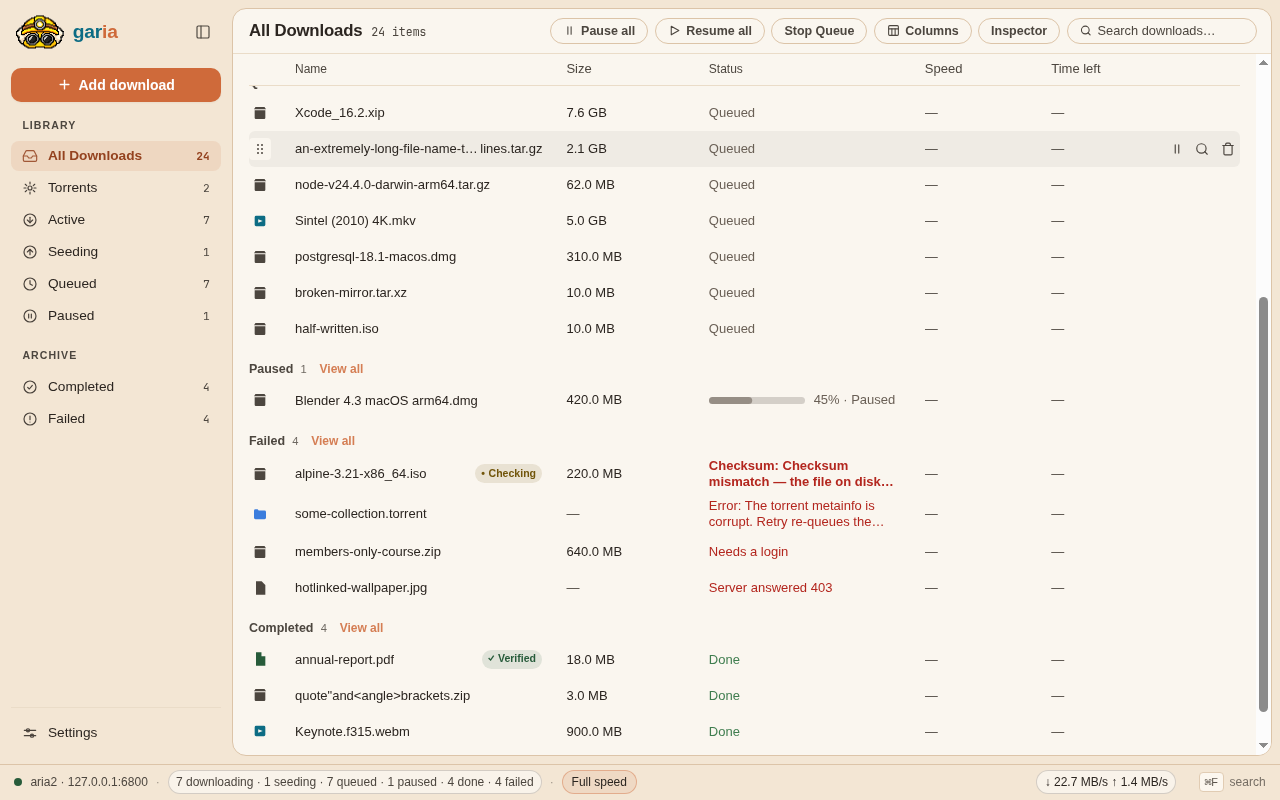 garia
All Downloads 24 items
Pause all
Resume all
Stop Queue
Columns
Inspector
Search downloads…
Add download
LIBRARY
All Downloads 24
Torrents 2
Active 7
Seeding 1
Queued 7
Paused 1
ARCHIVE
Completed 4
Failed 4
Settings
Name Size Status Speed Time left
Xcode_16.2.xip 7.6 GB Queued — —
an-extremely-long-file-name-t… lines.tar.gz 2.1 GB Queued — —
node-v24.4.0-darwin-arm64.tar.gz 62.0 MB Queued — —
Sintel (2010) 4K.mkv 5.0 GB Queued — —
postgresql-18.1-macos.dmg 310.0 MB Queued — —
broken-mirror.tar.xz 10.0 MB Queued — —
half-written.iso 10.0 MB Queued — —
Paused 1 View all
Blender 4.3 macOS arm64.dmg 420.0 MB 45% · Paused — —
Failed 4 View all
alpine-3.21-x86_64.iso • Checking 220.0 MB Checksum: Checksum mismatch — the file on disk… — —
some-collection.torrent — Error: The torrent metainfo is corrupt. Retry re-queues the… — —
members-only-course.zip 640.0 MB Needs a login — —
hotlinked-wallpaper.jpg — Server answered 403 — —
Completed 4 View all
annual-report.pdf Verified 18.0 MB Done — —
quote"and<angle>brackets.zip 3.0 MB Done — —
Keynote.f315.webm 900.0 MB Done — —
aria2 · 127.0.0.1:6800 · 7 downloading · 1 seeding · 7 queued · 1 paused · 4 done · 4 failed · Full speed
↓ 22.7 MB/s ↑ 1.4 MB/s
⌘F search